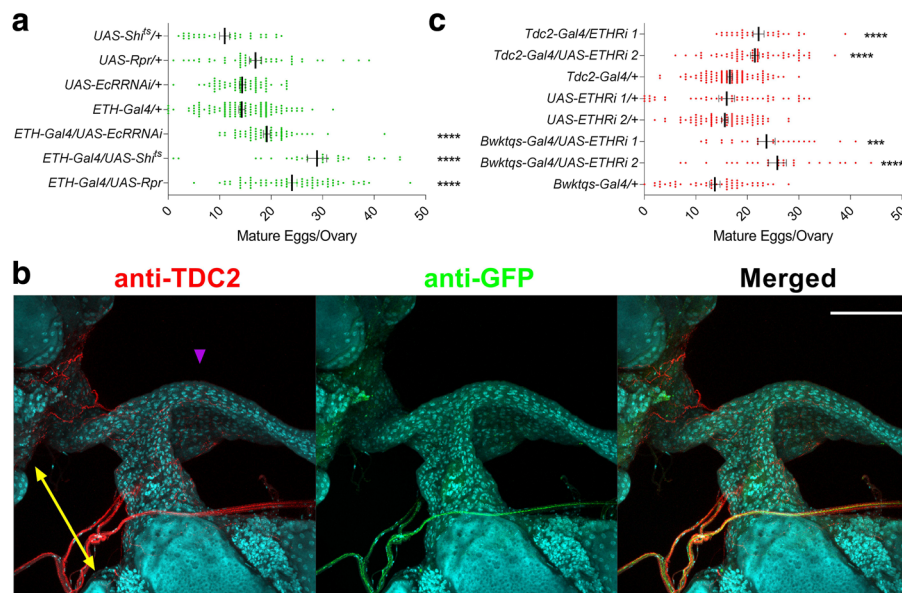 a
UAS-Shi^ts/+
UAS-Rpr/+
UAS-EcRRNAi/+
ETH-Gal4/+
ETH-Gal4/UAS-EcRRNAi
****
ETH-Gal4/UAS-Shi^ts
****
ETH-Gal4/UAS-Rpr
****
0 10 20 30 40 50
Mature Eggs/Ovary
c
Tdc2-Gal4/ETHRi 1
****
Tdc2-Gal4/UAS-ETHRi 2
****
Tdc2-Gal4/+
UAS-ETHRi 1/+
UAS-ETHRi 2/+
Bwktqs-Gal4/UAS-ETHRi 1
***
Bwktqs-Gal4/UAS-ETHRi 2
****
Bwktqs-Gal4/+
0 10 20 30 40 50
Mature Eggs/Ovary
b
anti-TDC2 anti-GFP Merged